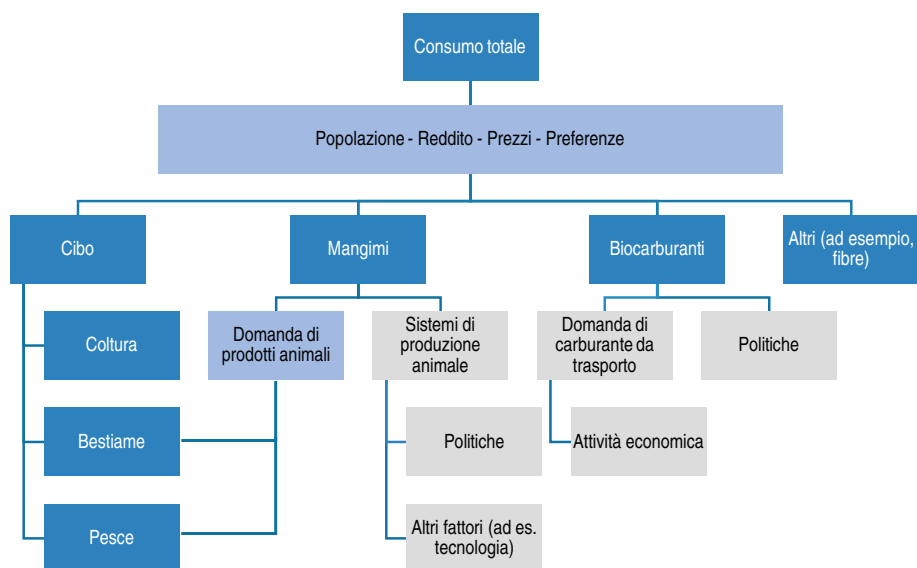 Consumo totale
Popolazione - Reddito - Prezzi - Preferenze
Cibo
Mangimi
Biocarburanti
Altri (ad esempio,
fibre)
Coltura
Domanda di
prodotti animali
Sistemi di
produzione
animale
Domanda di
carburante da
trasporto
Politiche
Bestiame
Politiche
Attività economica
Pesce
Altri fattori (ad es.
tecnologia)